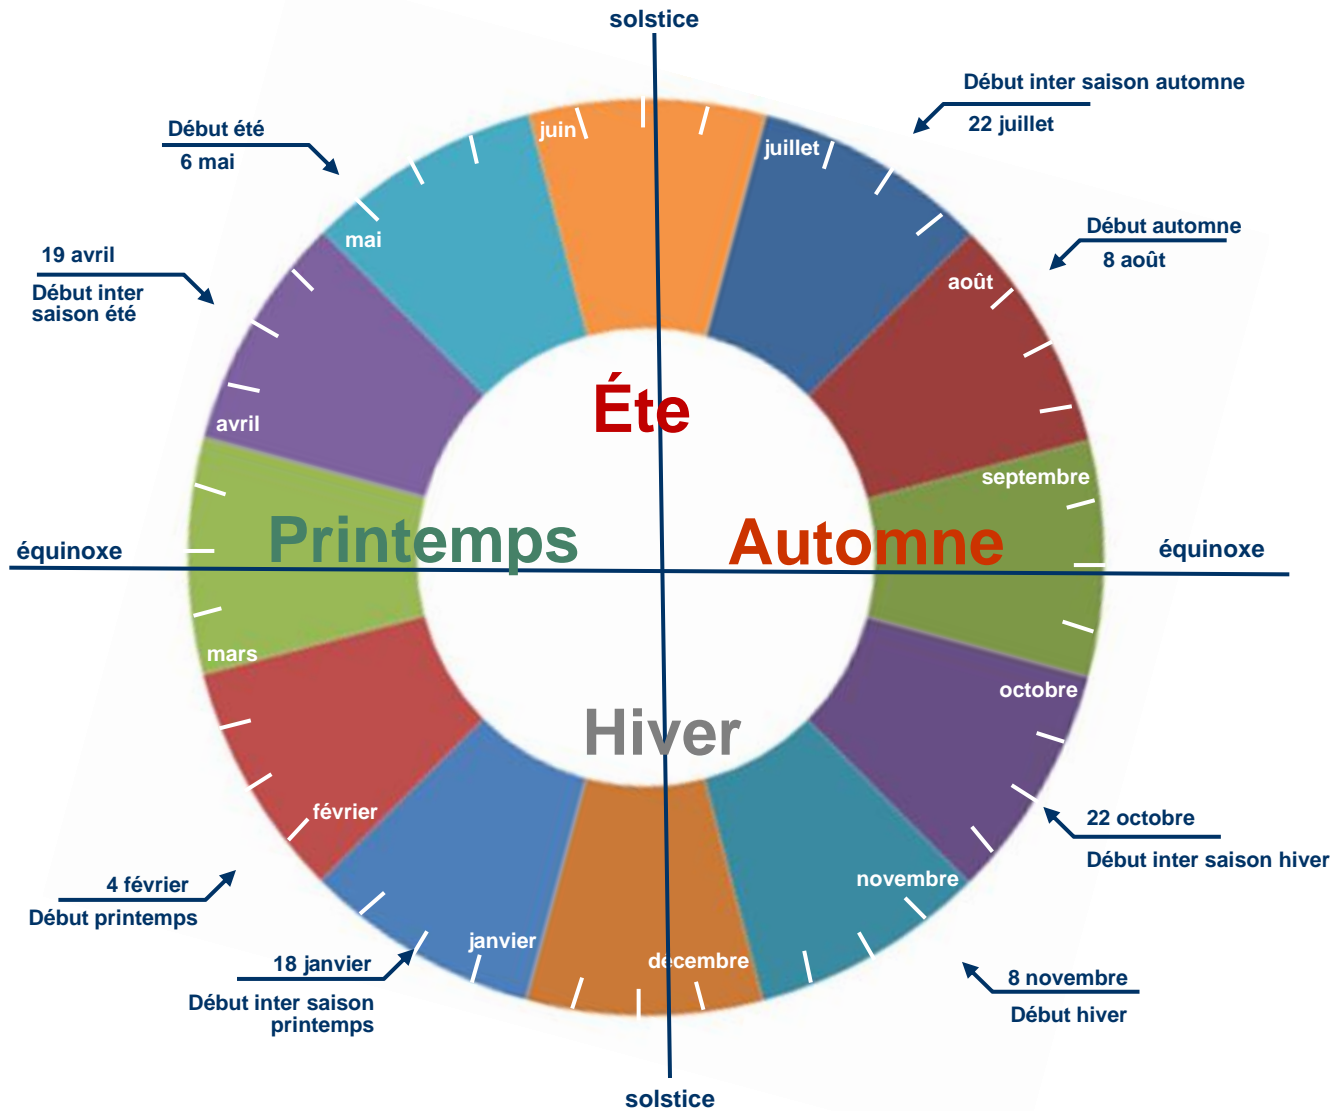 solstice
Début inter saison automne
22 juillet
Début été
6 mai
juin
juillet
Début automne
8 août
19 avril
Début inter
saison été
mai
août
Éte
avril
septembre
Printemps
Automne
équinoxe
équinoxe
mars
octobre
Hiver
février
22 octobre
Début inter saison hiver
novembre
4 février
Début printemps
janvier
décembre
18 janvier
Début inter saison
printemps
8 novembre
Début hiver
solstice